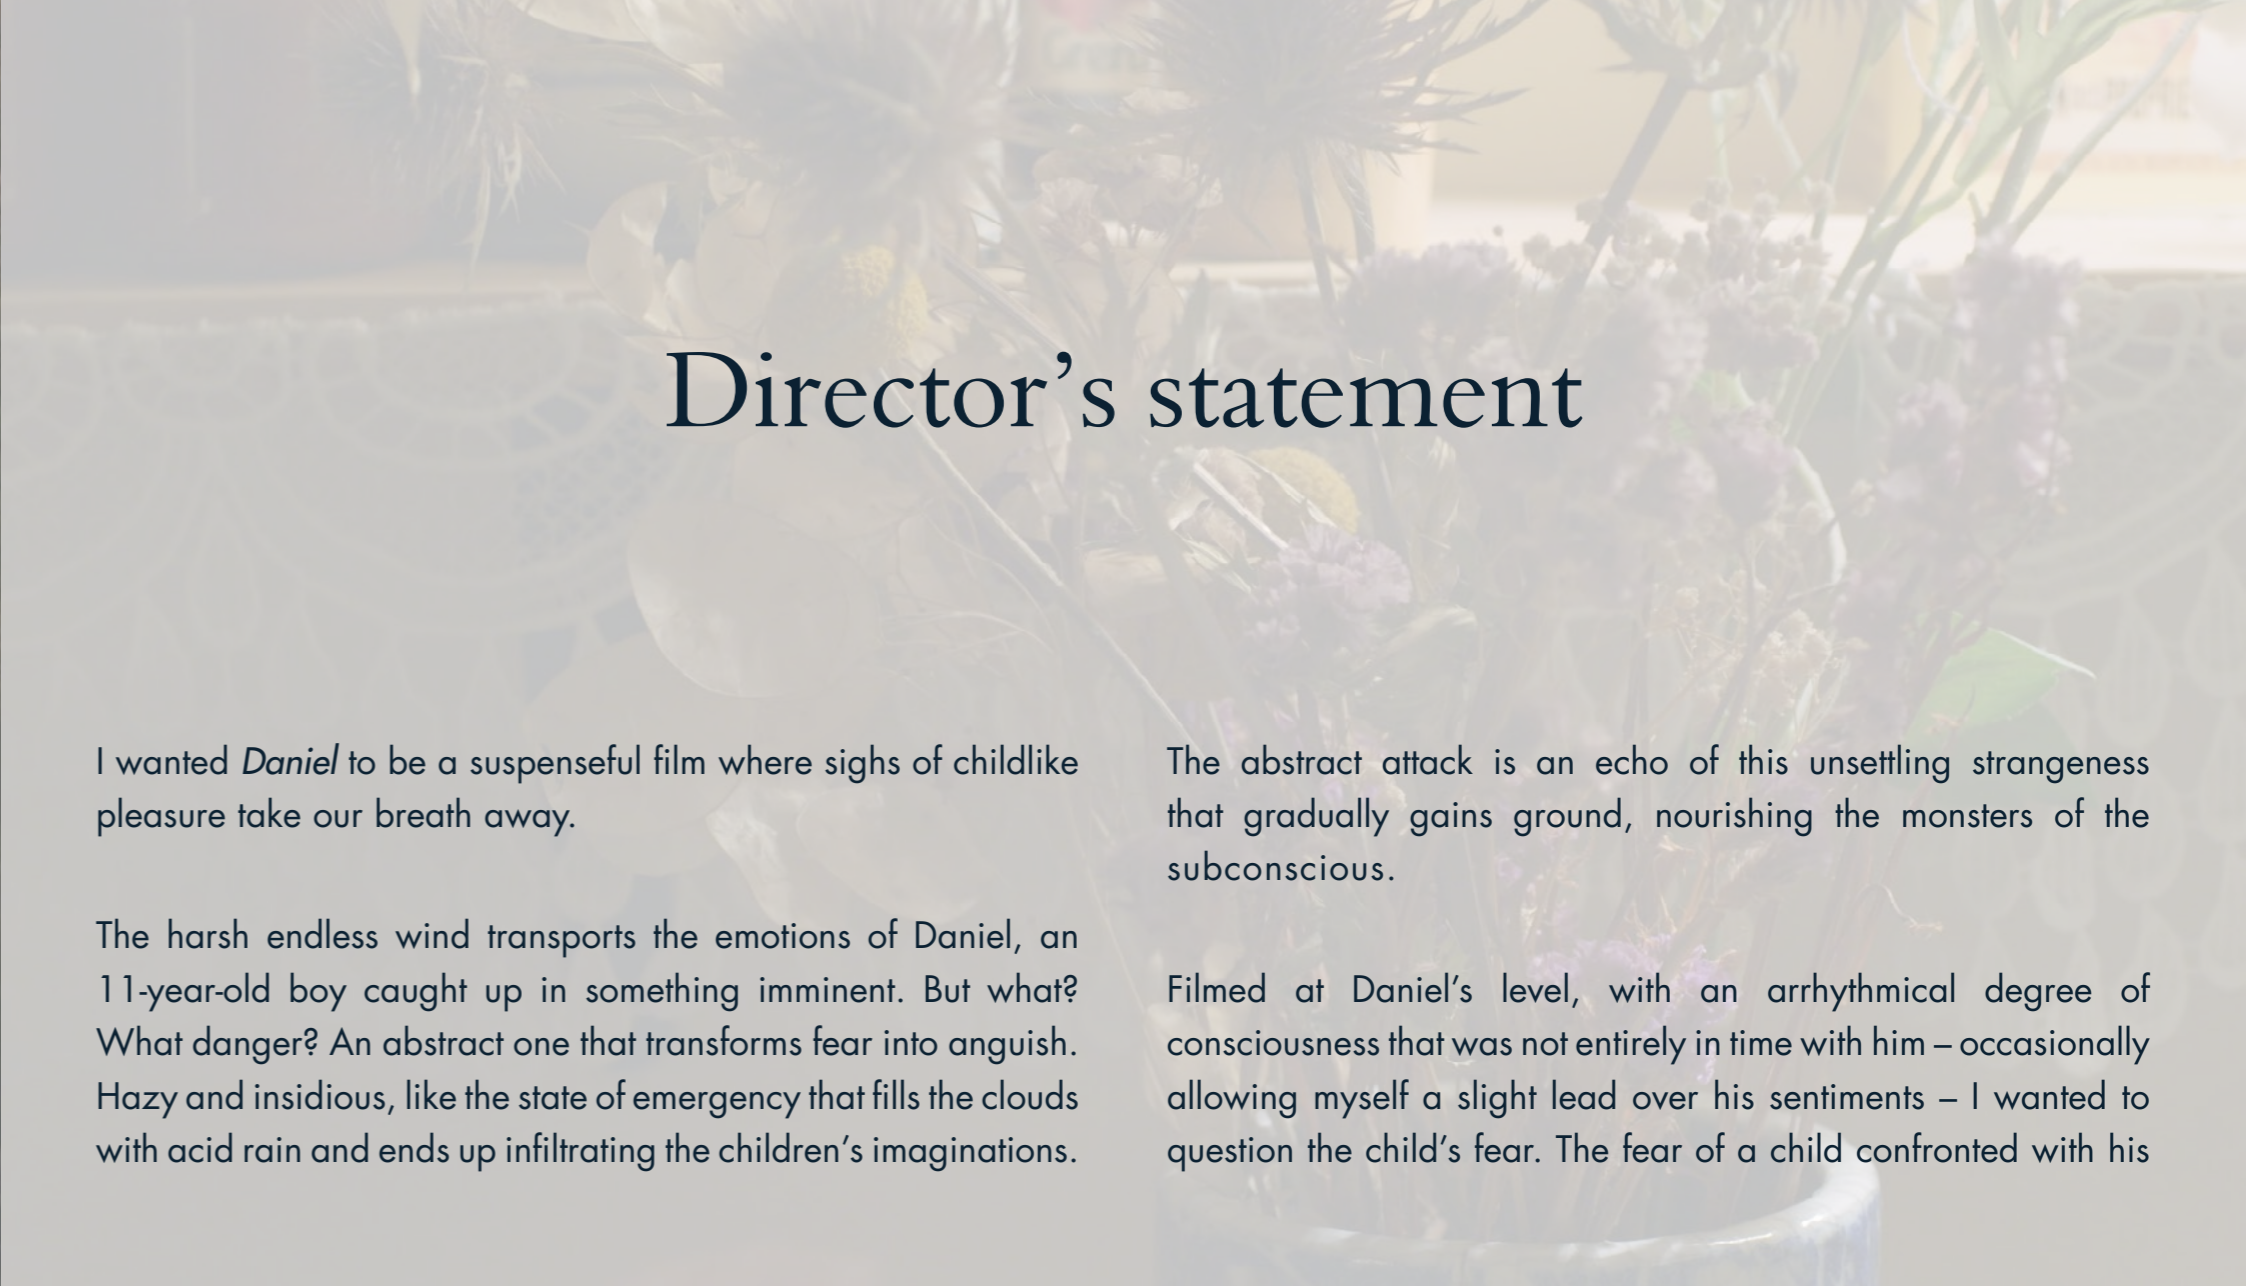 Director’s statement
I wanted Daniel to be a suspenseful film where sighs of childlike
pleasure take our breath away.
The harsh endless wind transports the emotions of Daniel, an
11-year-old boy caught up in something imminent. But what?
What danger? An abstract one that transforms fear into anguish.
Hazy and insidious, like the state of emergency that fills the clouds
with acid rain and ends up infiltrating the children’s imaginations.
The abstract attack is an echo of this unsettling strangeness
that gradually gains ground, nourishing the monsters of the
subconscious.
Filmed at Daniel’s level, with an arrhythmical degree of
consciousness that was not entirely in time with him – occasionally
allowing myself a slight lead over his sentiments – I wanted to
question the child’s fear. The fear of a child confronted with his